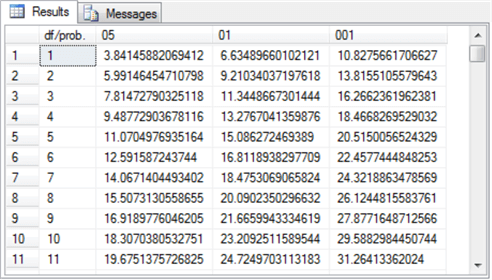 Results Messages
df/prob. 05 01 001
1 1 3.84145882069412 6.63489660102121 10.8275661706627
2 2 5.99146454710798 9.21034037197618 13.8155105579643
3 3 7.81472790325118 11.3448667301444 16.2662361962381
4 4 9.48772903678116 13.2767041359876 18.4668269529032
5 5 11.0704976935164 15.086272469389 20.5150056524329
6 6 12.591587243744 16.8118938297709 22.4577444848253
7 7 14.0671404493402 18.4753069065824 24.3218863478569
8 8 15.5073130558655 20.0902350296632 26.1244815583761
9 9 16.9189776046205 21.6659943334619 27.8771648712566
10 10 18.3070380532751 23.2092511589544 29.5882984450744
11 11 19.6751375726825 24.7249703113183 31.26413362024